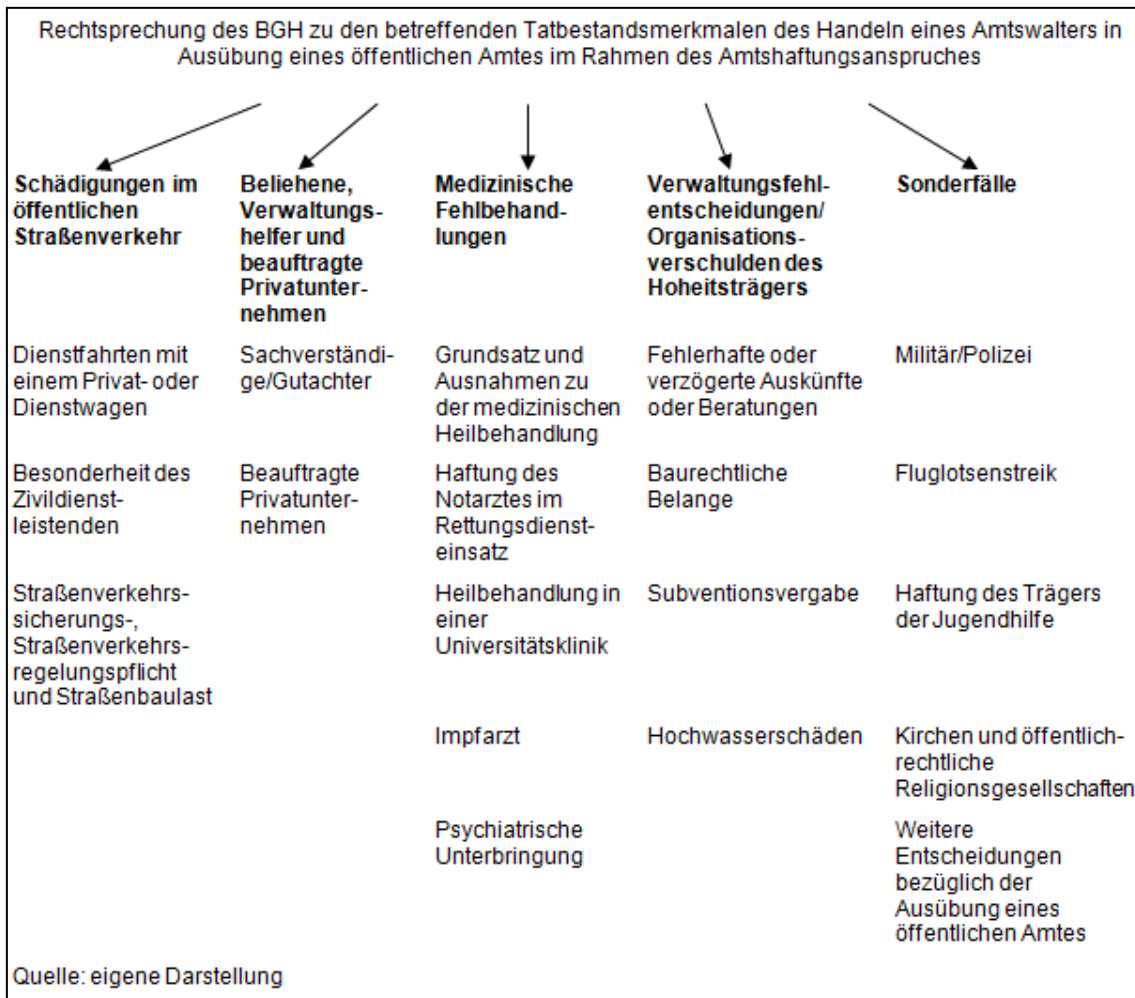 Rechtsprechung des BGH zu den betreffenden Tatbestandsmerkmalen des Handeln eines Amtswalters in
Ausübung eines öffentlichen Amtes im Rahmen des Amtshaftungsanspruches
Schädigungen im
öffentlichen
Straßenverkehr
Dienstfahrten mit
einem Privat- oder
Dienstwagen
Besonderheit des
Zivildienst-
leistenden
Straßenverkehrs-
sicherungs-,
Straßenverkehrs-
regelungspflicht
und Straßenbaulast
Beliehene,
Verwaltungs-
helfer und
beauftragte
Privatunter-
nehmen
Sachverständi-
ge/Gutachter
Beauftragte
Privatunter-
nehmen
Medizinische
Fehlbehand-
lungen
Grundsatz und
Ausnahmen zu
der medizinischen
Heilbehandlung
Haftung des
Notarztes im
Rettungsdienst-
einsatz
Heilbehandlung in
einer
Universitätsklinik
Impfarzt
Psychiatrische
Unterbringung
Verwaltungsfehl-
entscheidungen/
Organisations-
verschulden des
Hoheitsträgers
Fehlerhafte oder
verzögerte Auskünfte
oder Beratungen
Baurechtliche
Belange
Subventionsvergabe
Hochwasserschäden
Sonderfälle
Militär/Polizei
Fluglotsenstreik
Haftung des Trägers
der Jugendhilfe
Kirchen und öffentlich-
rechtliche
Religionsgesellschaften
Weitere
Entscheidungen
bezüglich der
Ausübung eines
öffentlichen Amtes
Quelle: eigene Darstellung